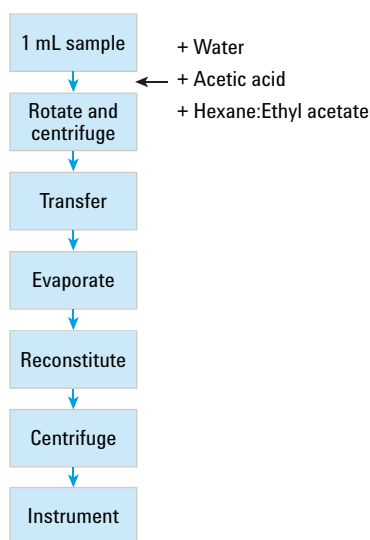 1 mL sample
+ Water
+ Acetic acid
+ Hexane:Ethyl acetate
Rotate and
centrifuge
Transfer
Evaporate
Reconstitute
Centrifuge
Instrument